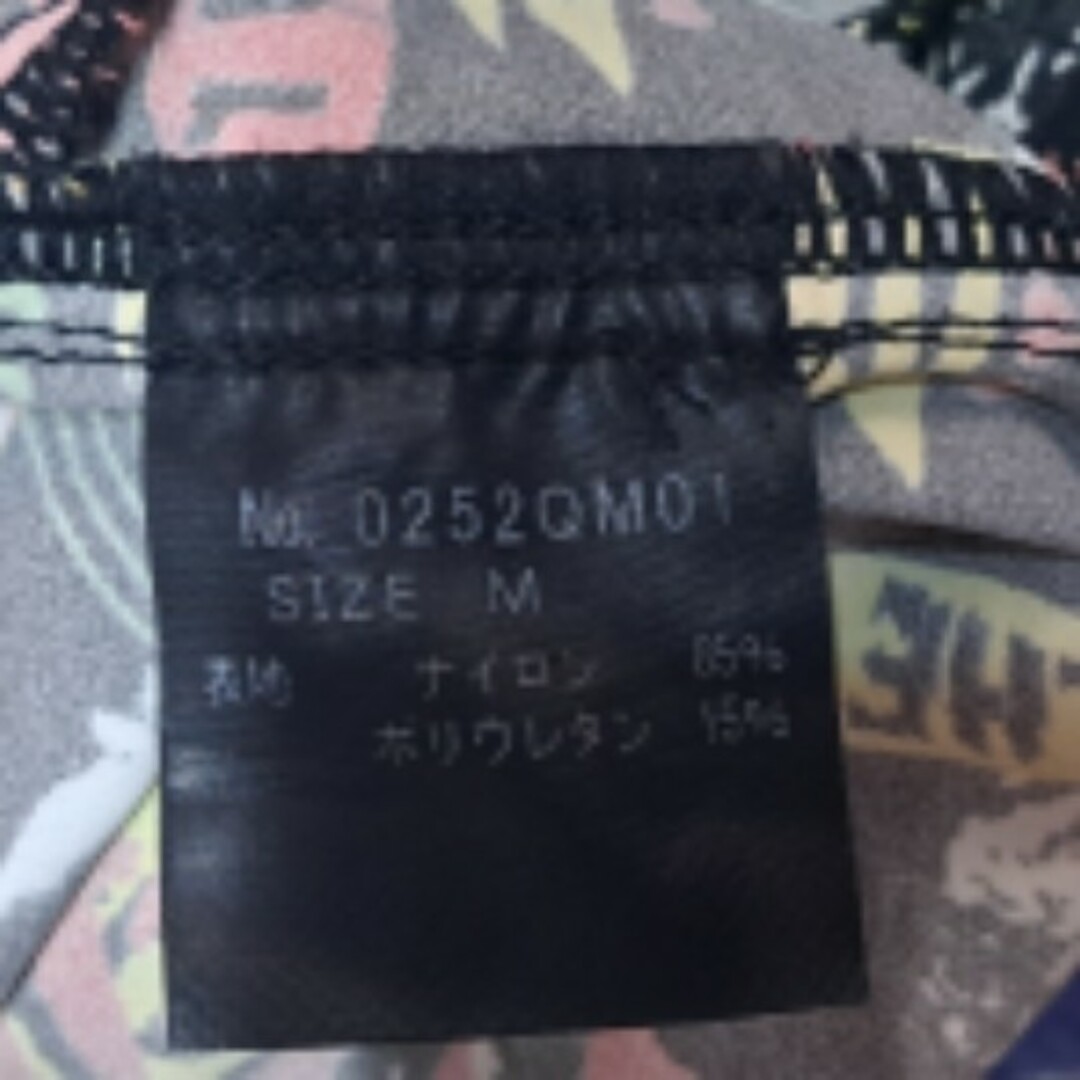 No. 0252QM01
SIZE M
表地 ナイロン 85%
ポリウレタン 15%